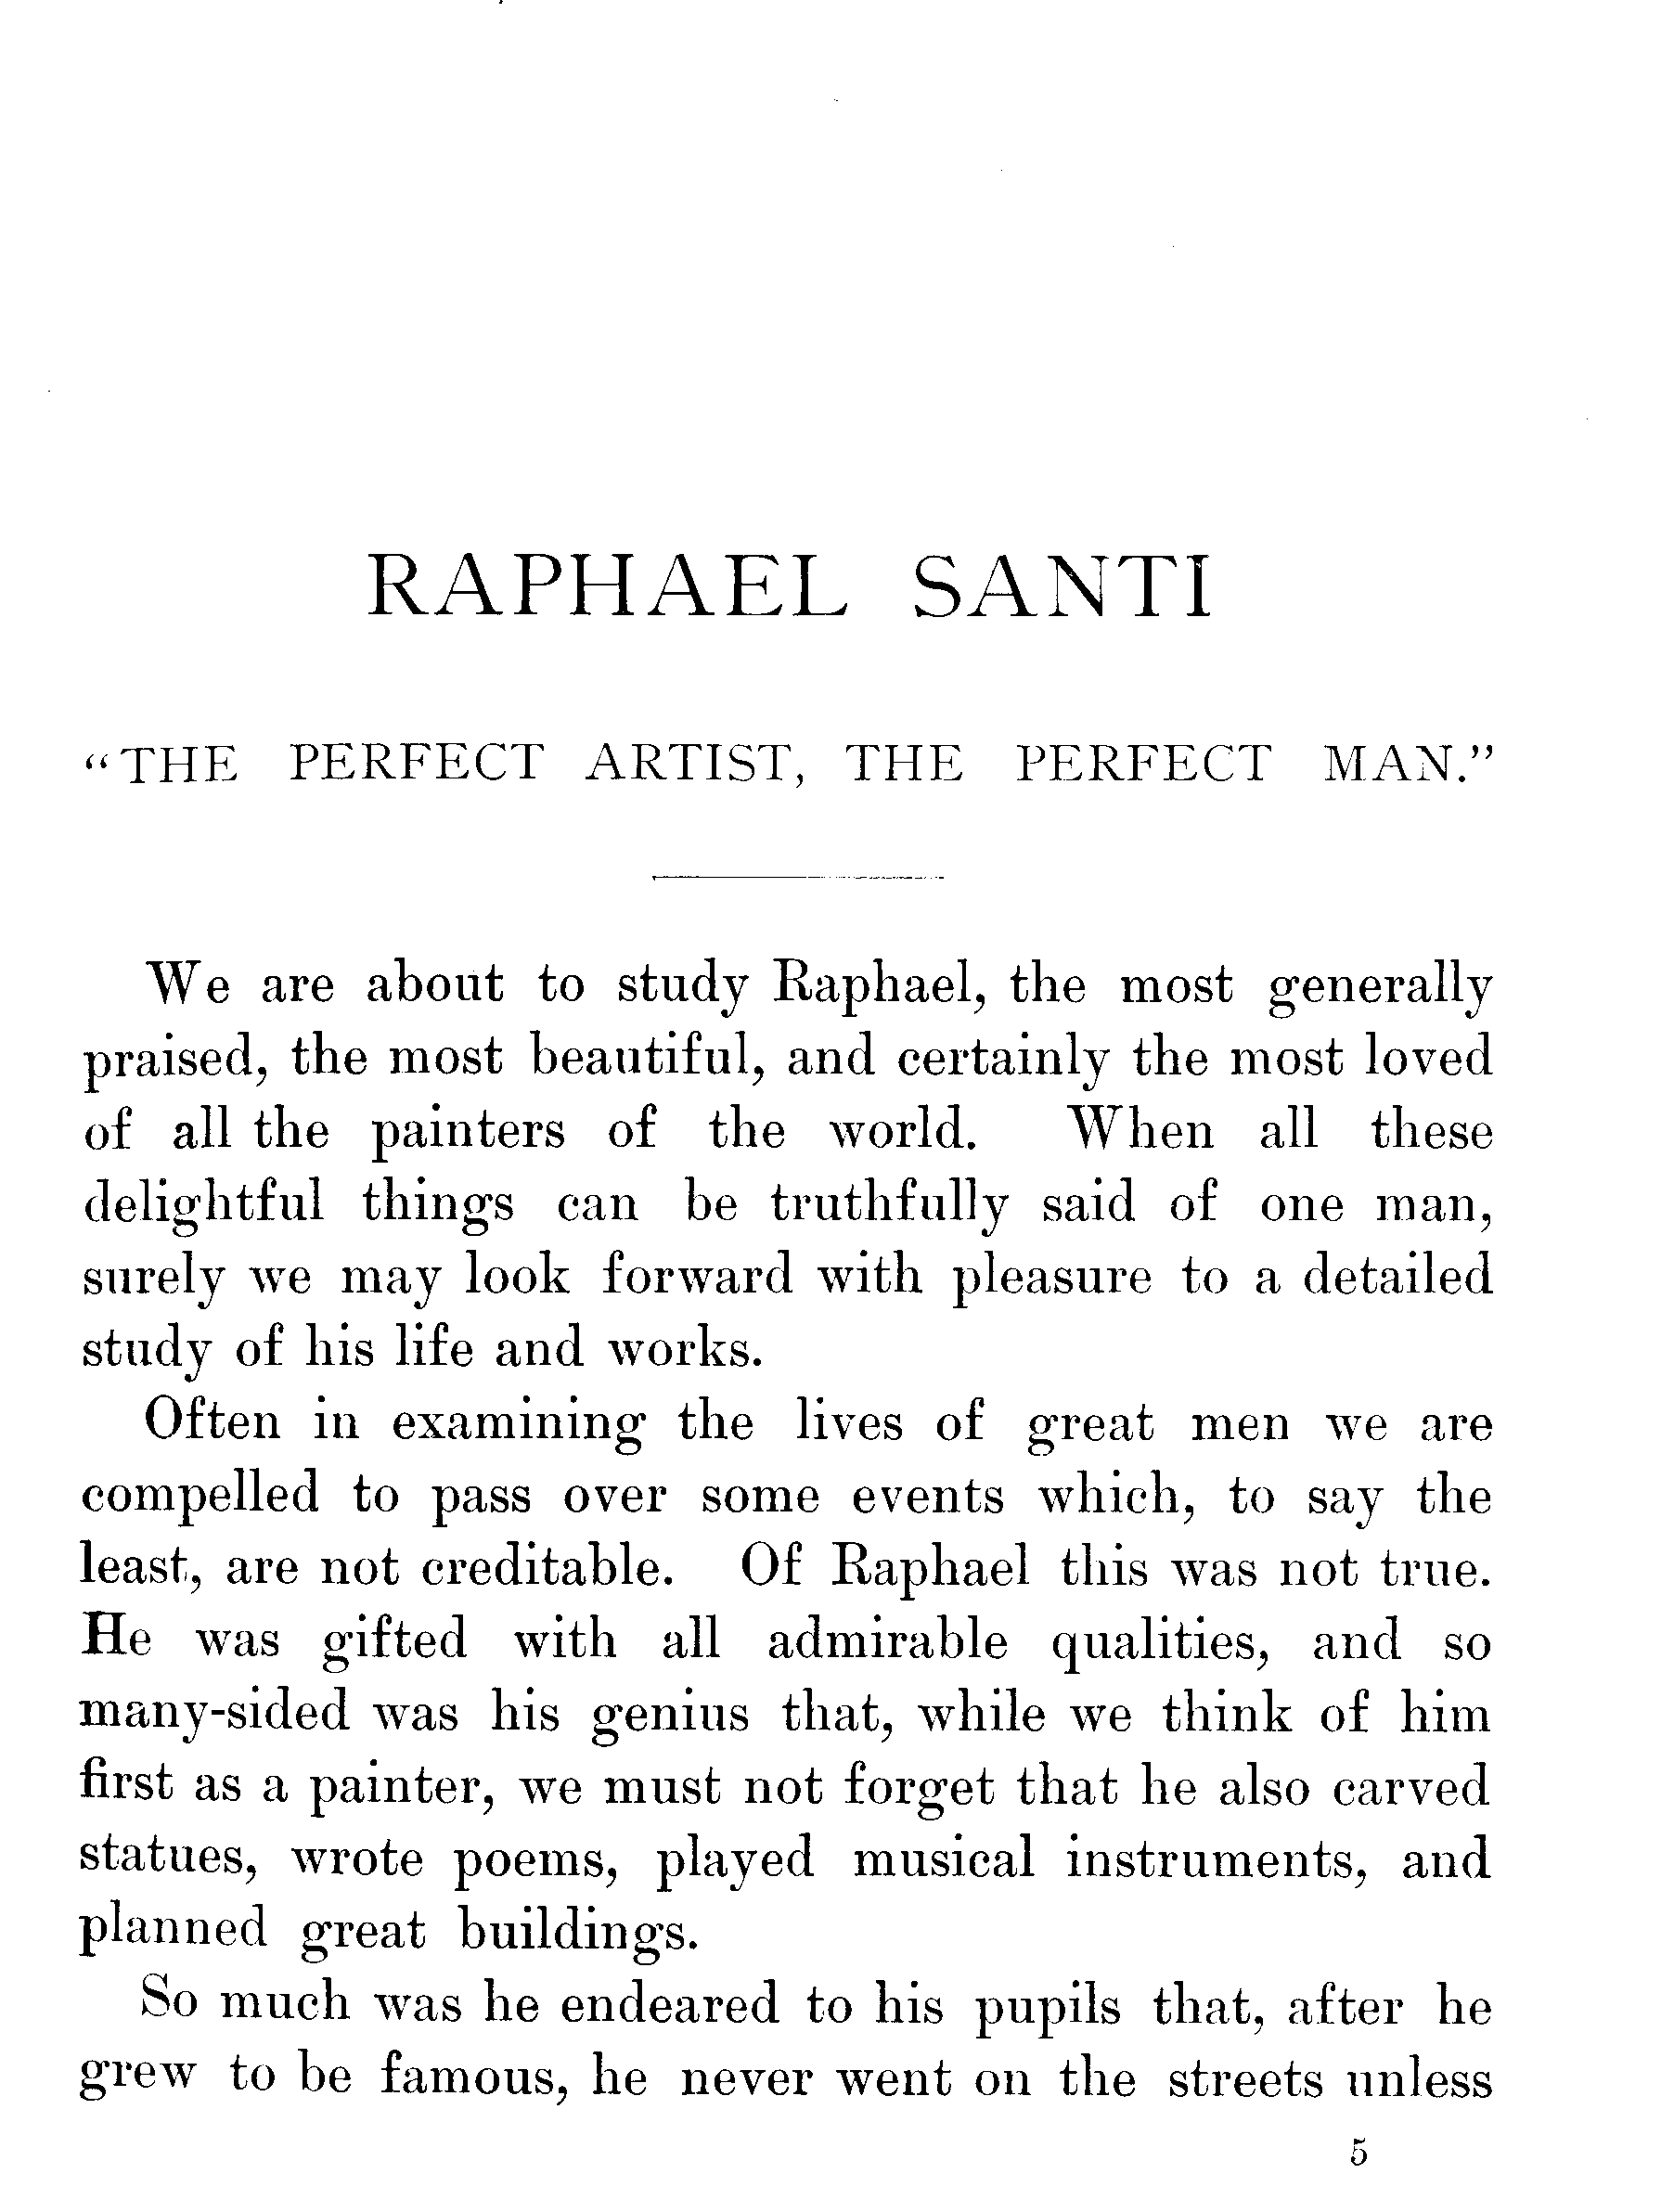 RAPHAEL SANTI
"THE PERFECT ARTIST, THE PERFECT MAN."
We are about to study Raphael, the most generally
praised, the most beautiful, and certainly the most loved
of all the painters of the world. When all these
delightful things can be truthfully said of one man,
surely we may look forward with pleasure to a detailed
study of his life and works.
Often in examining the lives of great men we are
compelled to pass over some events which, to say the
least, are not creditable. Of Raphael this was not true.
He was gifted with all admirable qualities, and so
many-sided was his genius that, while we think of him
first as a painter, we must not forget that he also carved
statues, wrote poems, played musical instruments, and
planned great buildings.
So much was he endeared to his pupils that, after he
grew to be famous, he never went on the streets unless
5